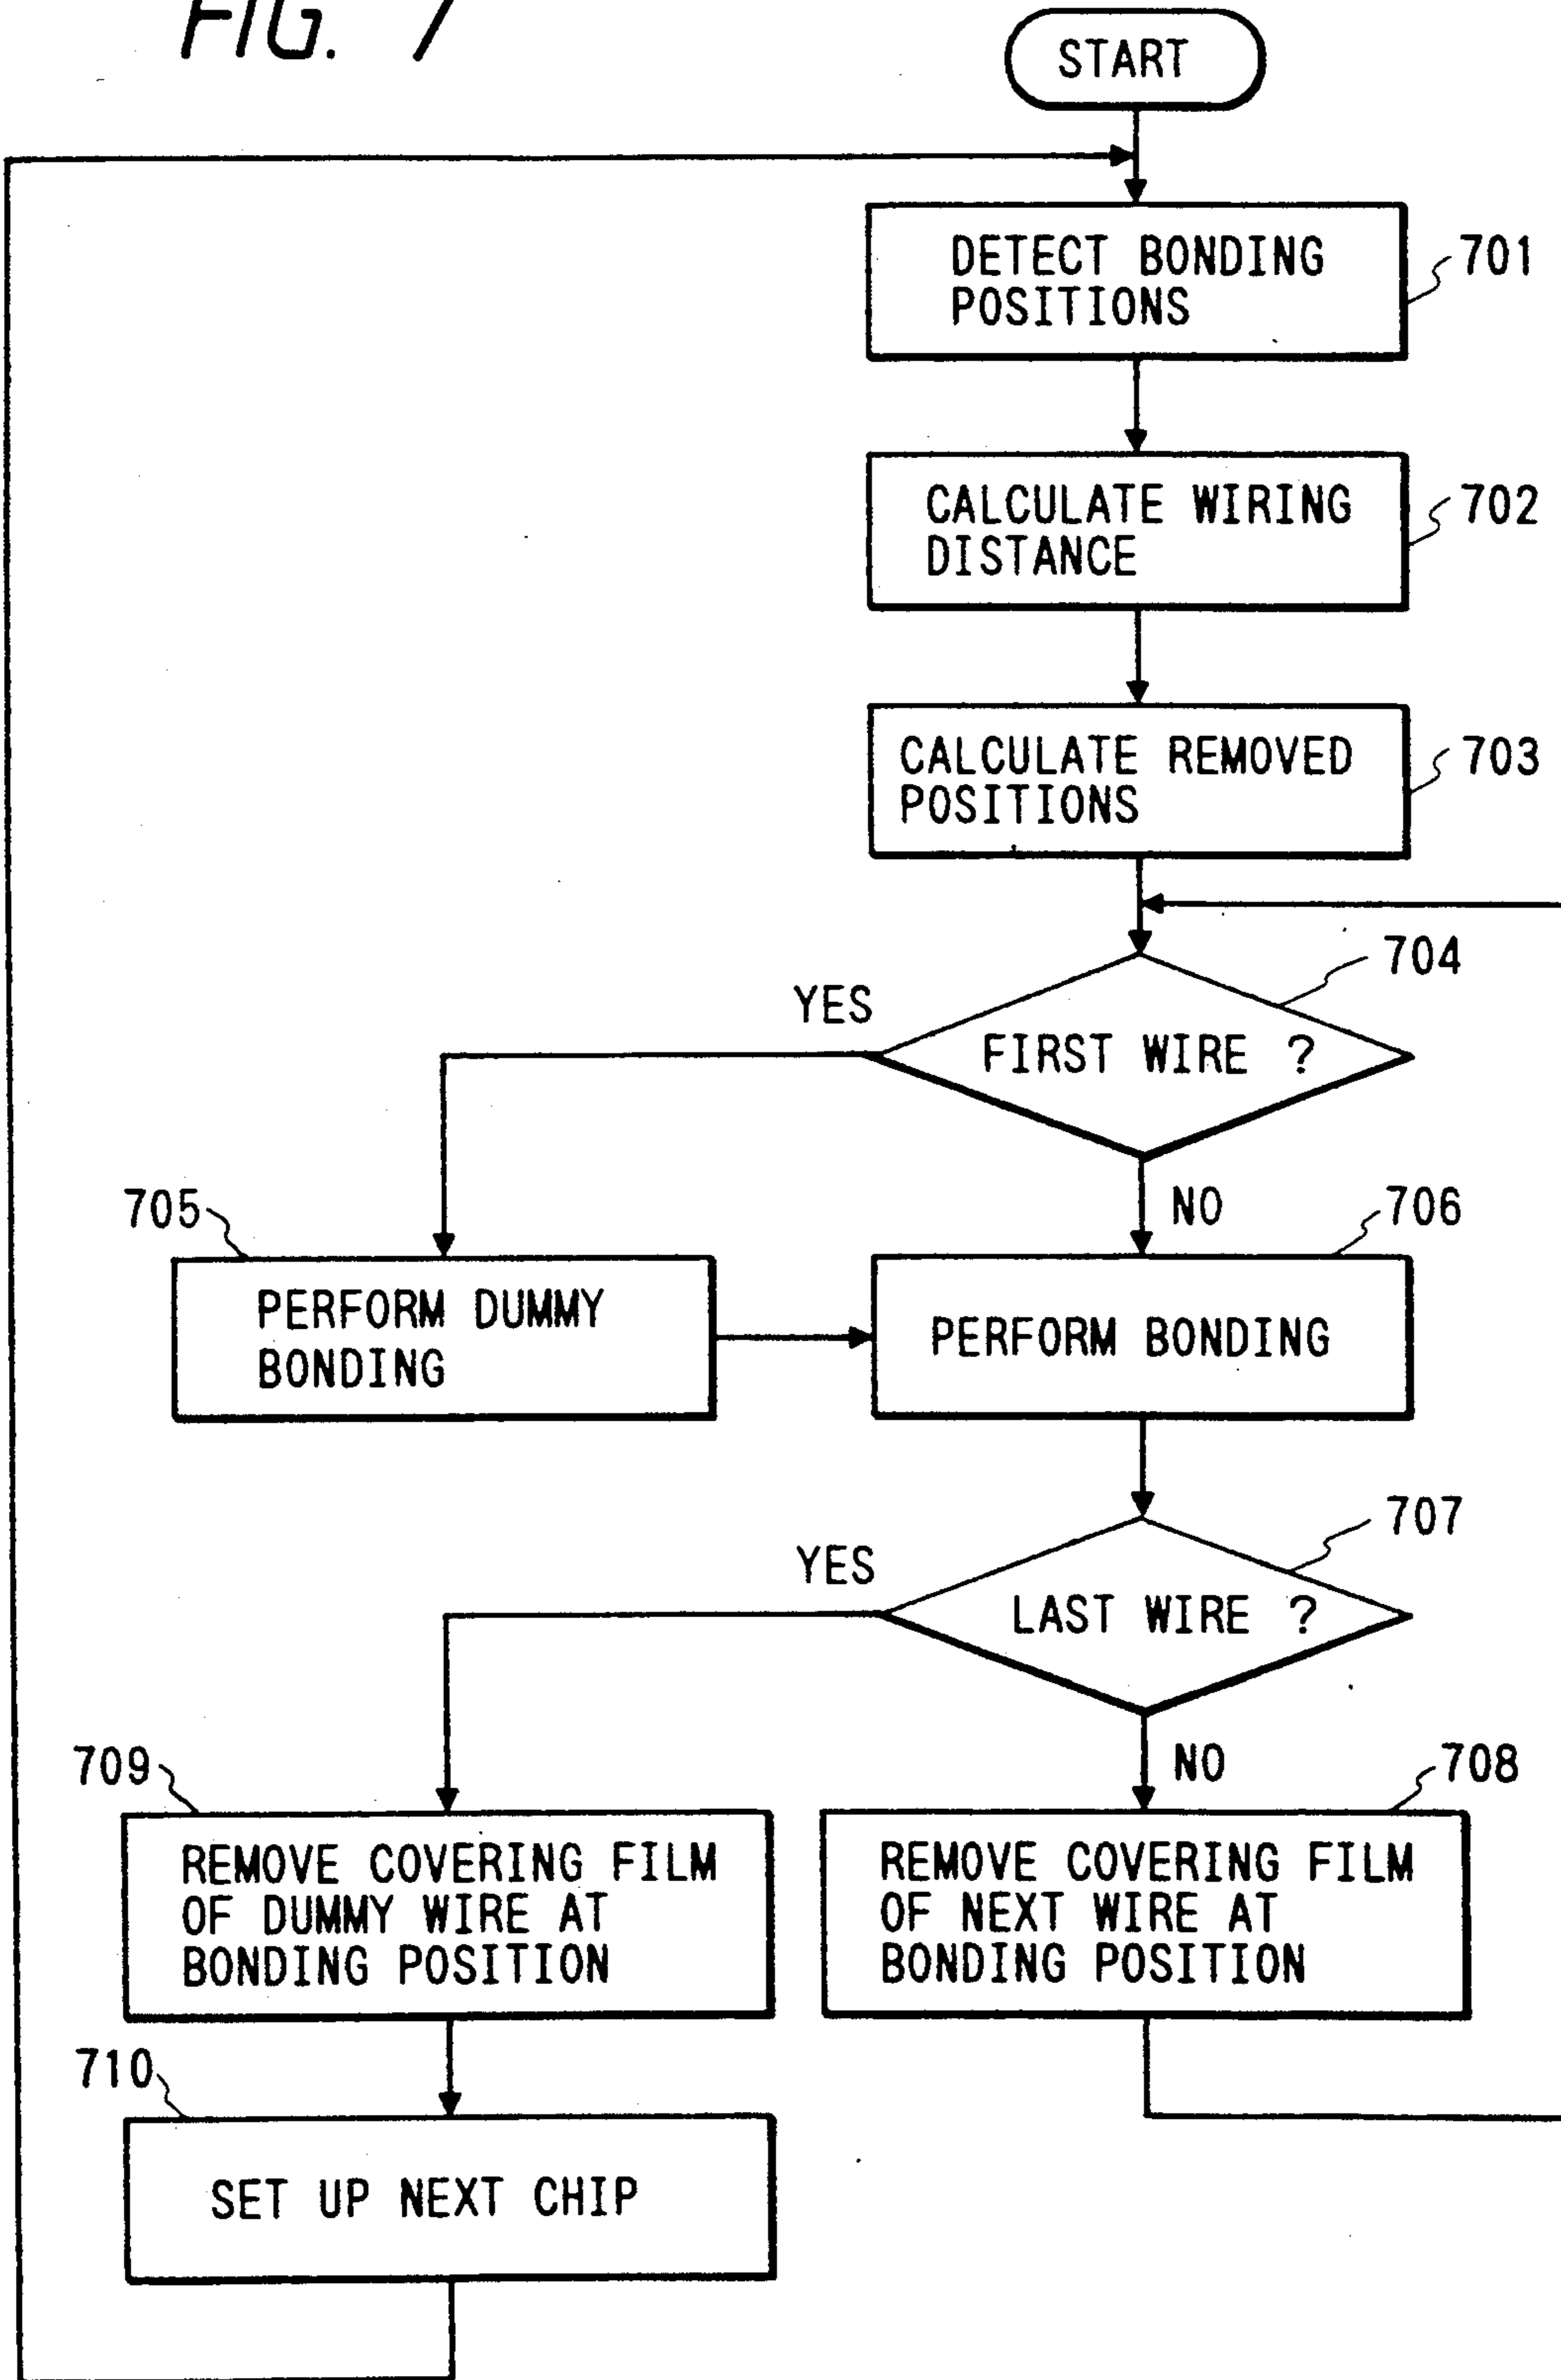 FIG. 7
START
DETECT BONDING
POSITIONS
701
CALCULATE WIRING
DISTANCE
702
CALCULATE REMOVED
POSITIONS
703
704
YES
FIRST WIRE ?
NO
705
706
PERFORM DUMMY
BONDING
PERFORM BONDING
707
YES
LAST WIRE ?
NO
709
708
REMOVE COVERING FILM
OF DUMMY WIRE AT
BONDING POSITION
REMOVE COVERING FILM
OF NEXT WIRE AT
BONDING POSITION
710
SET UP NEXT CHIP